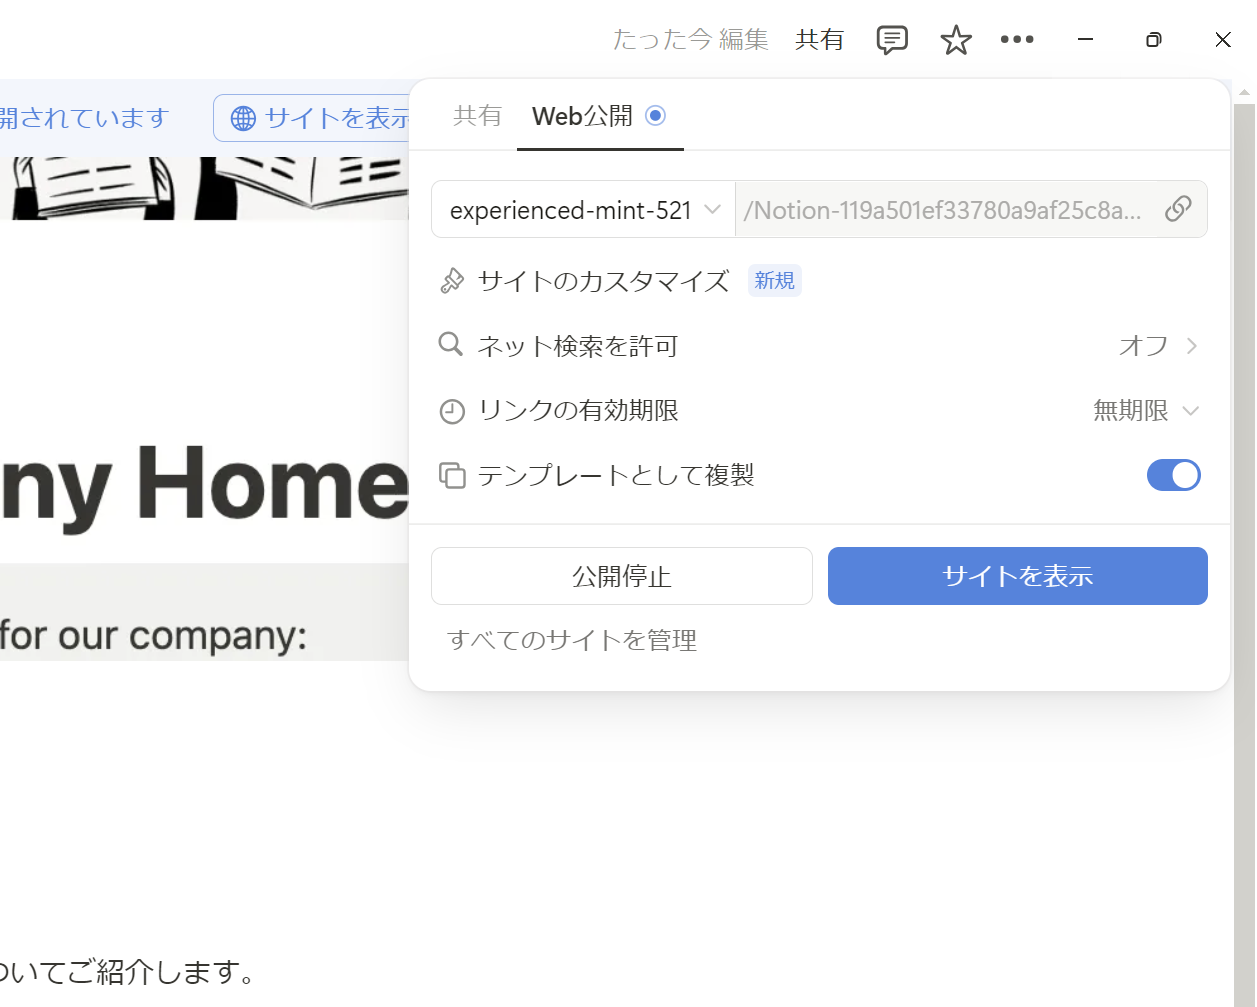 たった今 編集 共有
開されています サイトを表示
共有 Web公開
experienced-mint-521 /Notion-119a501ef33780a9af25c8a...
サイトのカスタマイズ 新規
ネット検索を許可 オフ
リンクの有効期限 無期限
テンプレートとして複製
公開停止 サイトを表示
すべてのサイトを管理
ny Home
for our company:
ついてご紹介します。